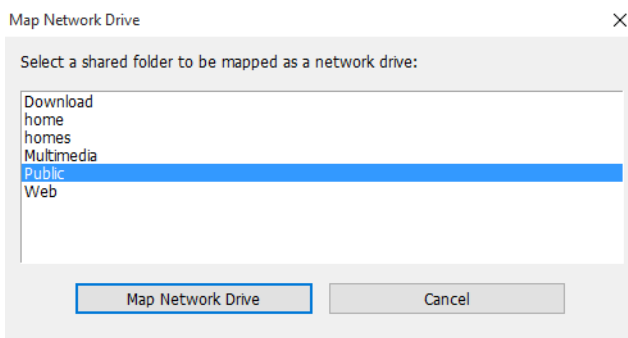 Map Network Drive
Select a shared folder to be mapped as a network drive:
Download
home
homes
Multimedia
Public
Web
Map Network Drive
Cancel